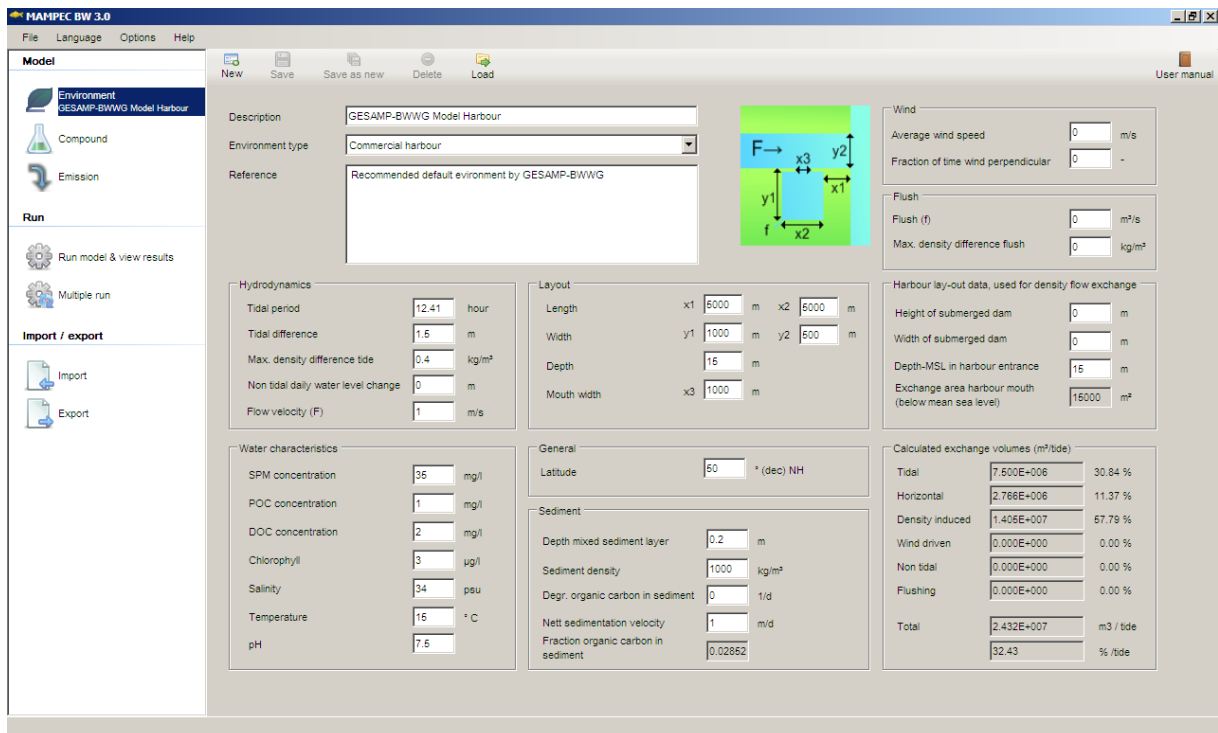 MAMPEC BW 3.0
File Language Options Help
Model
Environment
GESAMP-BWWG Model Harbour
Compound
Emission
Run
Run model & view results
Multiple run
Import / export
Import
Export
New Save Save as new Delete Load User manual
Description GESAMP-BWWG Model Harbour
Environment type Commercial harbour
Reference Recommended default evironment by GESAMP-BWWG
F→ x3 y2
y1 x1
f x2
Wind
Average wind speed 0 m/s
Fraction of time wind perpendicular 0 -
Flush
Flush (f) 0 m³/s
Max. density difference flush 0 kg/m³
Hydrodynamics
Tidal period 12.41 hour
Tidal difference 1.5 m
Max. density difference tide 0.4 kg/m³
Non tidal daily water level change 0 m
Flow velocity (F) 1 m/s
Layout
Length x1 5000 m x2 5000 m
Width y1 1000 m y2 500 m
Depth 15 m
Mouth width x3 1000 m
Harbour lay-out data, used for density flow exchange
Height of submerged dam 0 m
Width of submerged dam 0 m
Depth-MSL in harbour entrance 15 m
Exchange area harbour mouth
(below mean sea level) 15000 m²
Water characteristics
SPM concentration 35 mg/l
POC concentration 1 mg/l
DOC concentration 2 mg/l
Chlorophyll 3 µg/l
Salinity 34 psu
Temperature 15 ° C
pH 7.5
General
Latitude 50 ° (dec) NH
Sediment
Depth mixed sediment layer 0.2 m
Sediment density 1000 kg/m³
Degr. organic carbon in sediment 0 1/d
Nett sedimentation velocity 1 m/d
Fraction organic carbon in
sediment 0.02852
Calculated exchange volumes (m³/tide)
Tidal 7.500E+006 30.84 %
Horizontal 2.766E+006 11.37 %
Density induced 1.405E+007 57.79 %
Wind driven 0.000E+000 0.00 %
Non tidal 0.000E+000 0.00 %
Flushing 0.000E+000 0.00 %
Total 2.432E+007 m3 / tide
32.43 % /tide